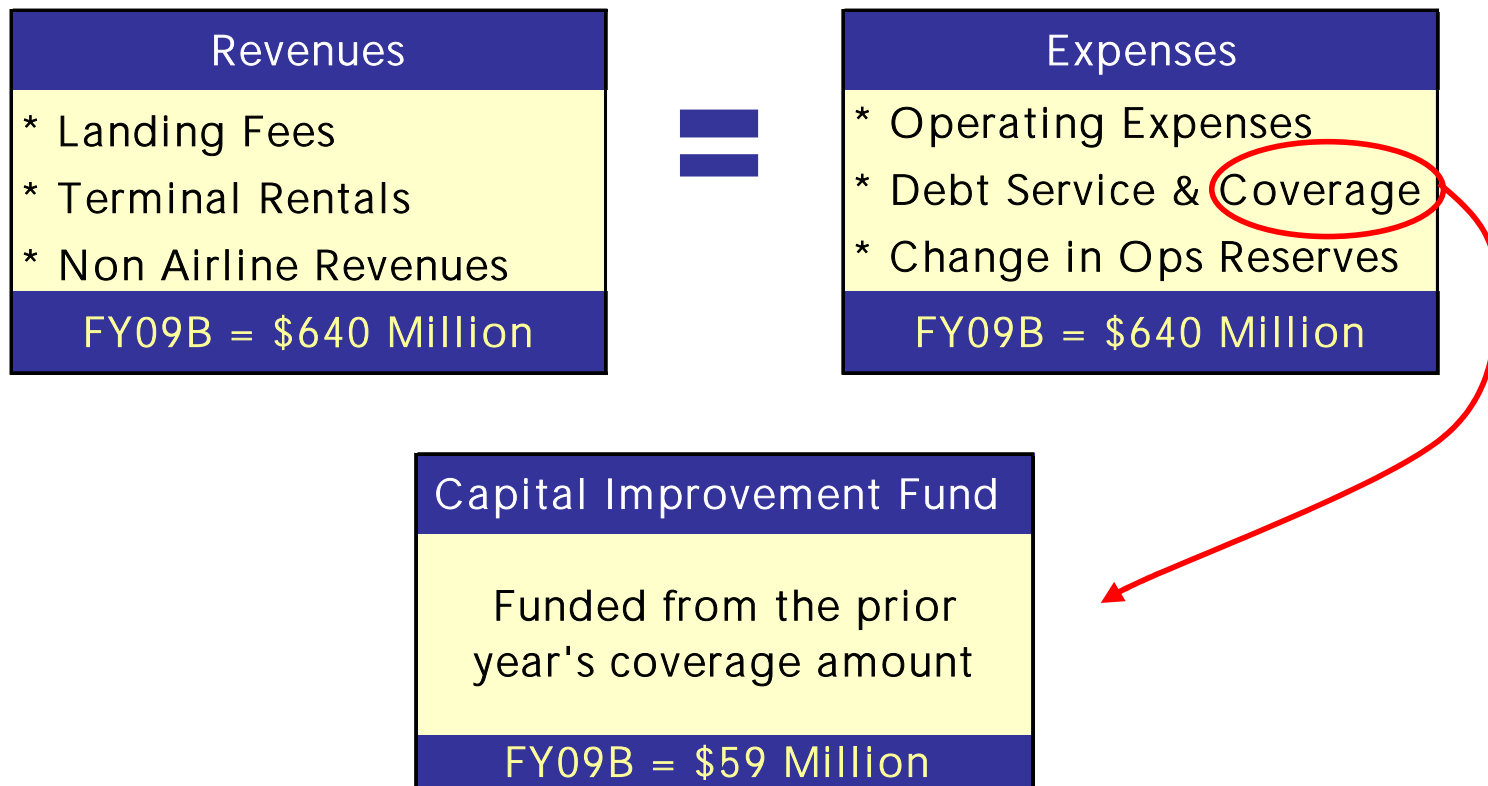 Revenues
* Landing Fees
* Terminal Rentals
* Non Airline Revenues
FY09B = $640 Million
=
Expenses
* Operating Expenses
* Debt Service & Coverage
* Change in Ops Reserves
FY09B = $640 Million
Capital Improvement Fund
Funded from the prior
year's coverage amount
FY09B = $59 Million